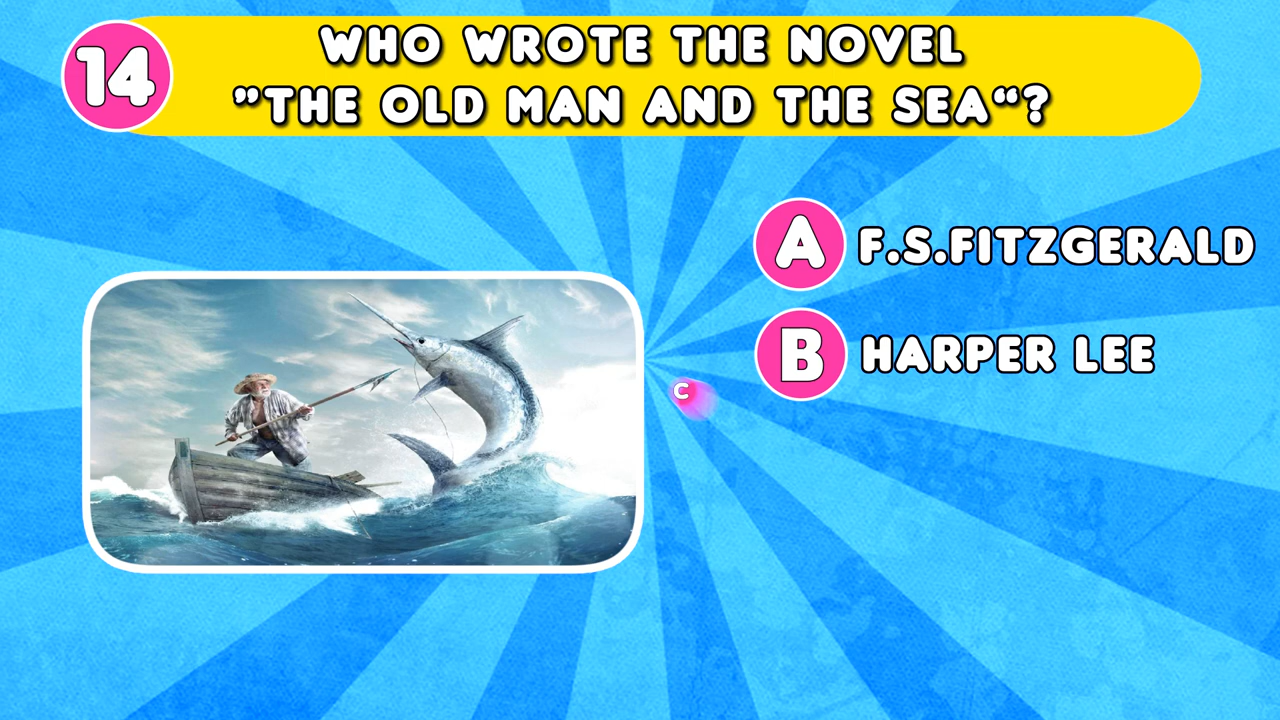 14
WHO WROTE THE NOVEL
”THE OLD MAN AND THE SEA“?
A F.S.FITZGERALD
B HARPER LEE
C